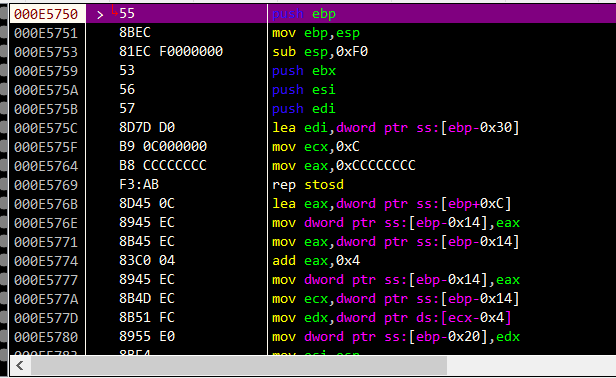 000E5750 > 55 push ebp
000E5751 8BEC mov ebp,esp
000E5753 81EC F0000000 sub esp,0xF0
000E5759 53 push ebx
000E575A 56 push esi
000E575B 57 push edi
000E575C 8D7D D0 lea edi,dword ptr ss:[ebp-0x30]
000E575F B9 0C000000 mov ecx,0xC
000E5764 B8 CCCCCCCC mov eax,0xCCCCCCCC
000E5769 F3:AB rep stosd
000E576B 8D45 0C lea eax,dword ptr ss:[ebp+0xC]
000E576E 8945 EC mov dword ptr ss:[ebp-0x14],eax
000E5771 8B45 EC mov eax,dword ptr ss:[ebp-0x14]
000E5774 83C0 04 add eax,0x4
000E5777 8945 EC mov dword ptr ss:[ebp-0x14],eax
000E577A 8B4D EC mov ecx,dword ptr ss:[ebp-0x14]
000E577D 8B51 FC mov edx,dword ptr ds:[ecx-0x4]
000E5780 8955 E0 mov dword ptr ss:[ebp-0x20],edx
000E5783 8BF4 mov esi,esp